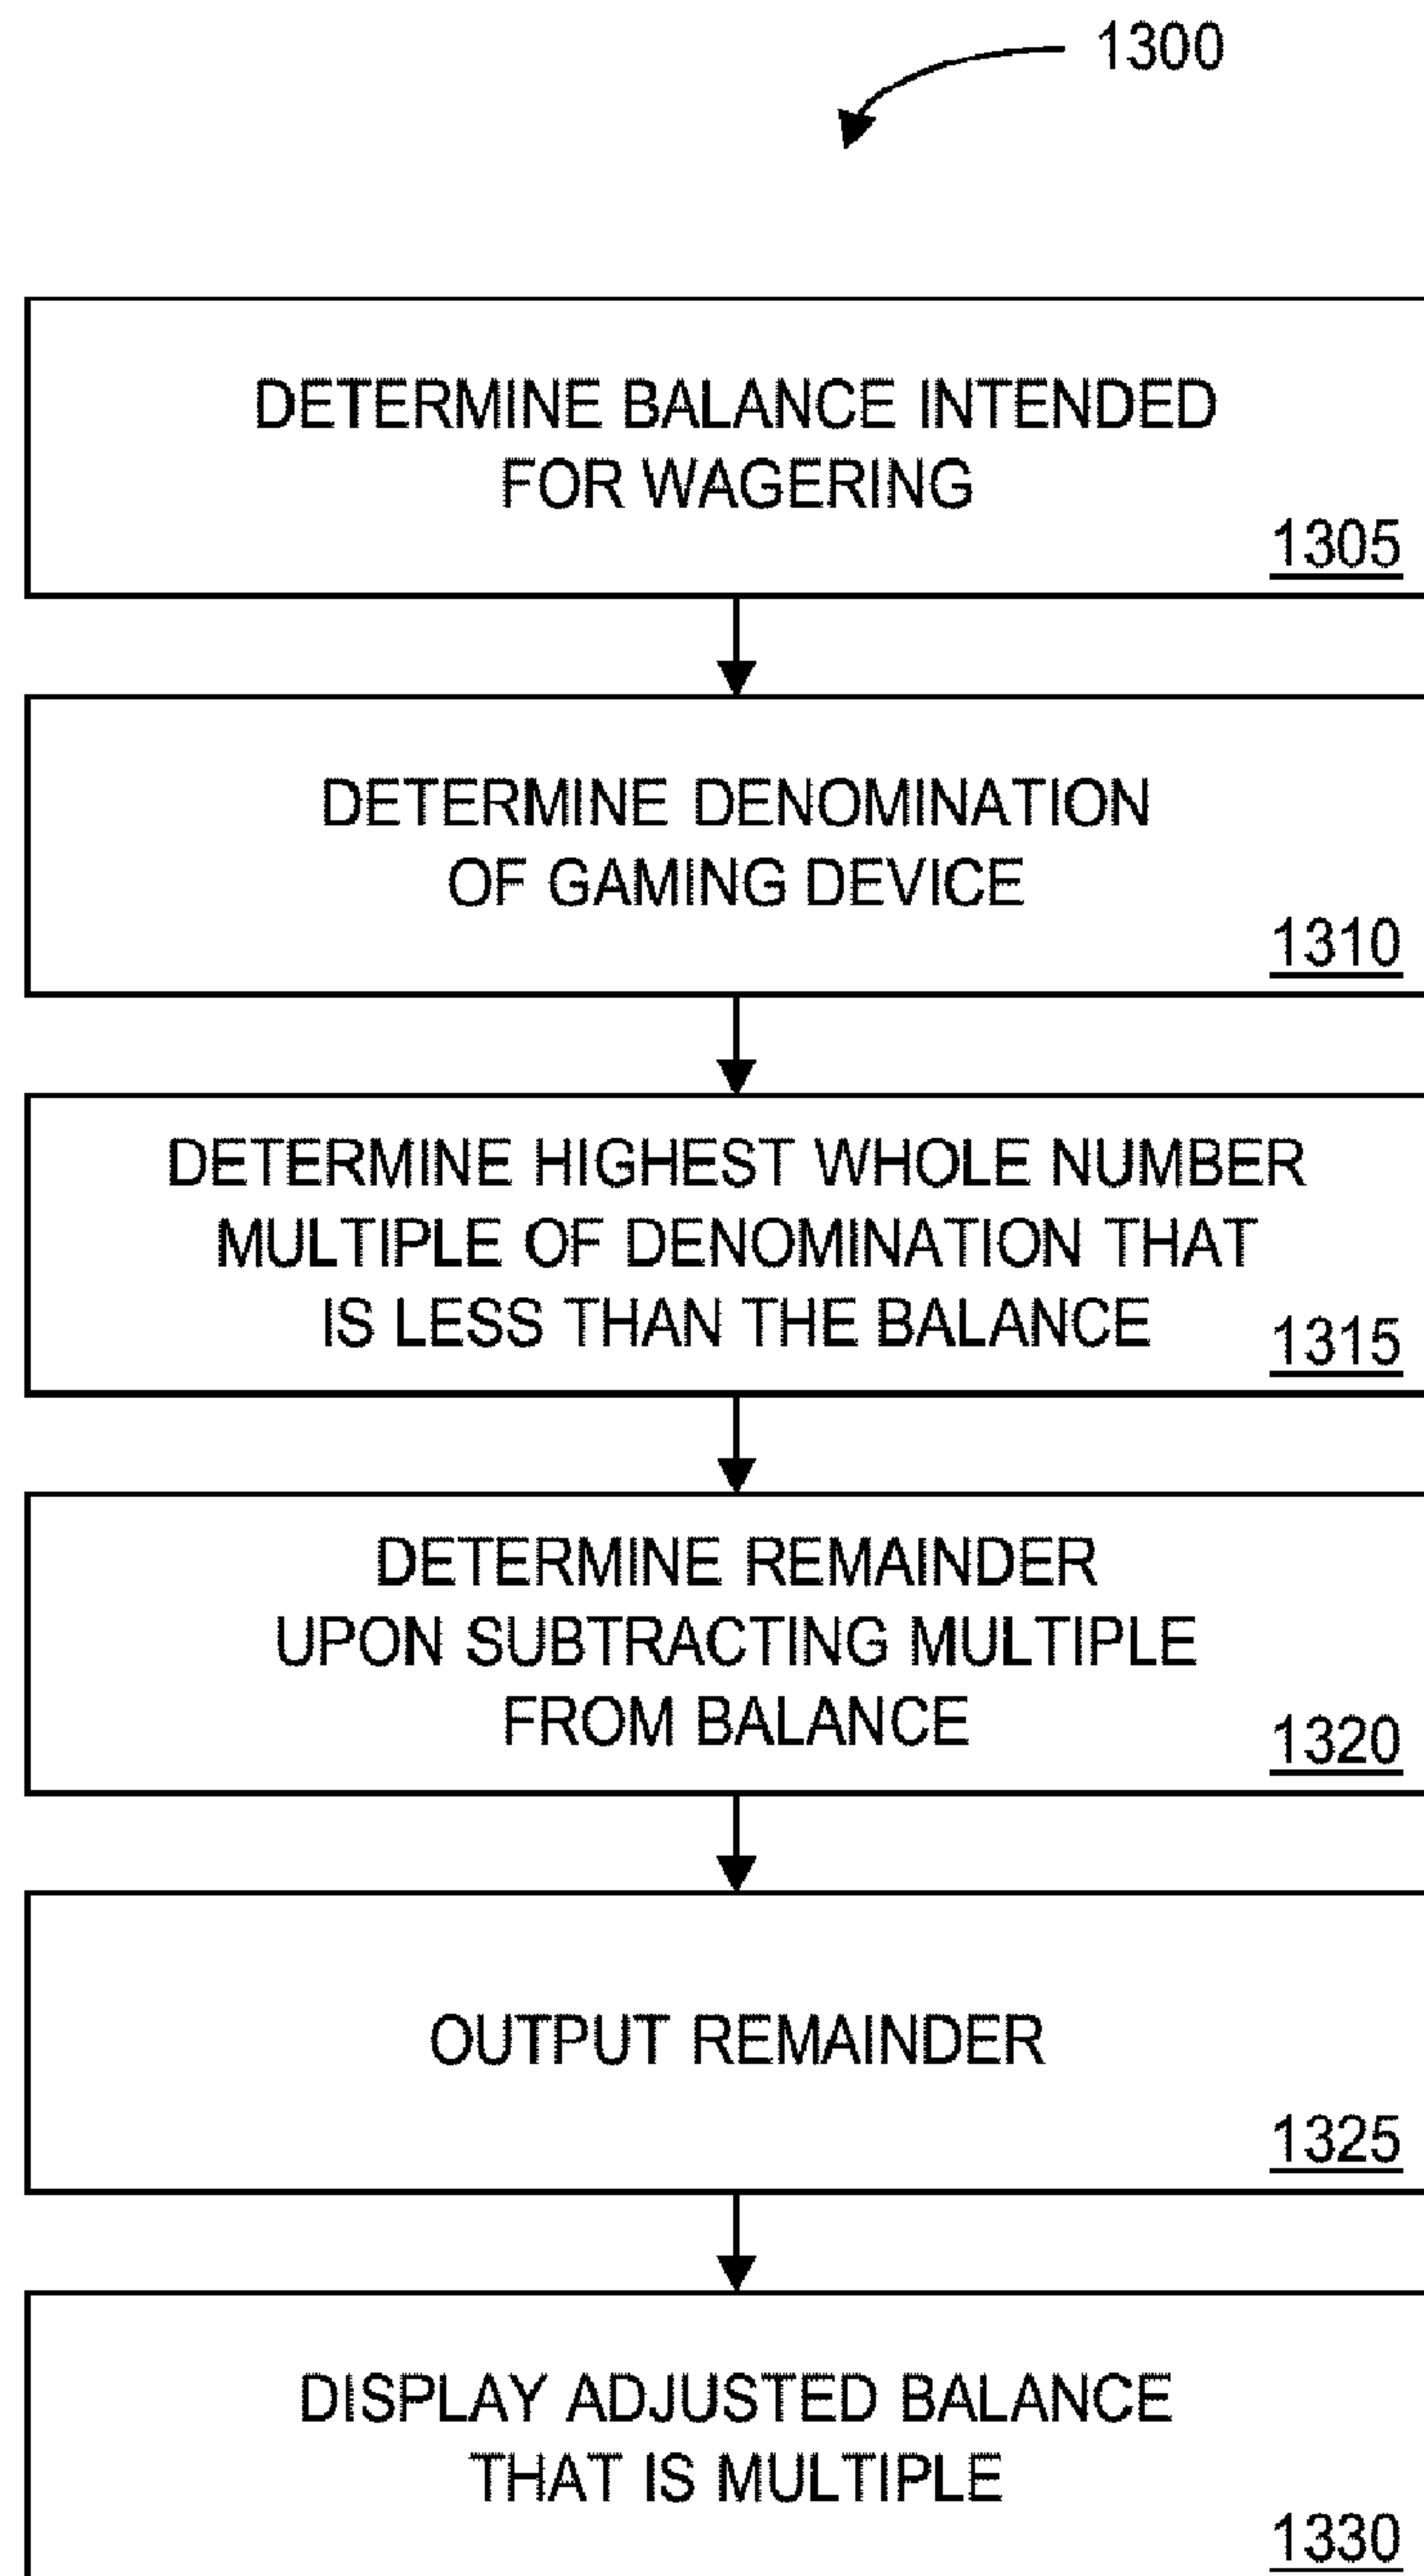 1300
DETERMINE BALANCE INTENDED
FOR WAGERING
1305
DETERMINE DENOMINATION
OF GAMING DEVICE
1310
DETERMINE HIGHEST WHOLE NUMBER
MULTIPLE OF DENOMINATION THAT
IS LESS THAN THE BALANCE
1315
DETERMINE REMAINDER
UPON SUBTRACTING MULTIPLE
FROM BALANCE
1320
OUTPUT REMAINDER
1325
DISPLAY ADJUSTED BALANCE
THAT IS MULTIPLE
1330